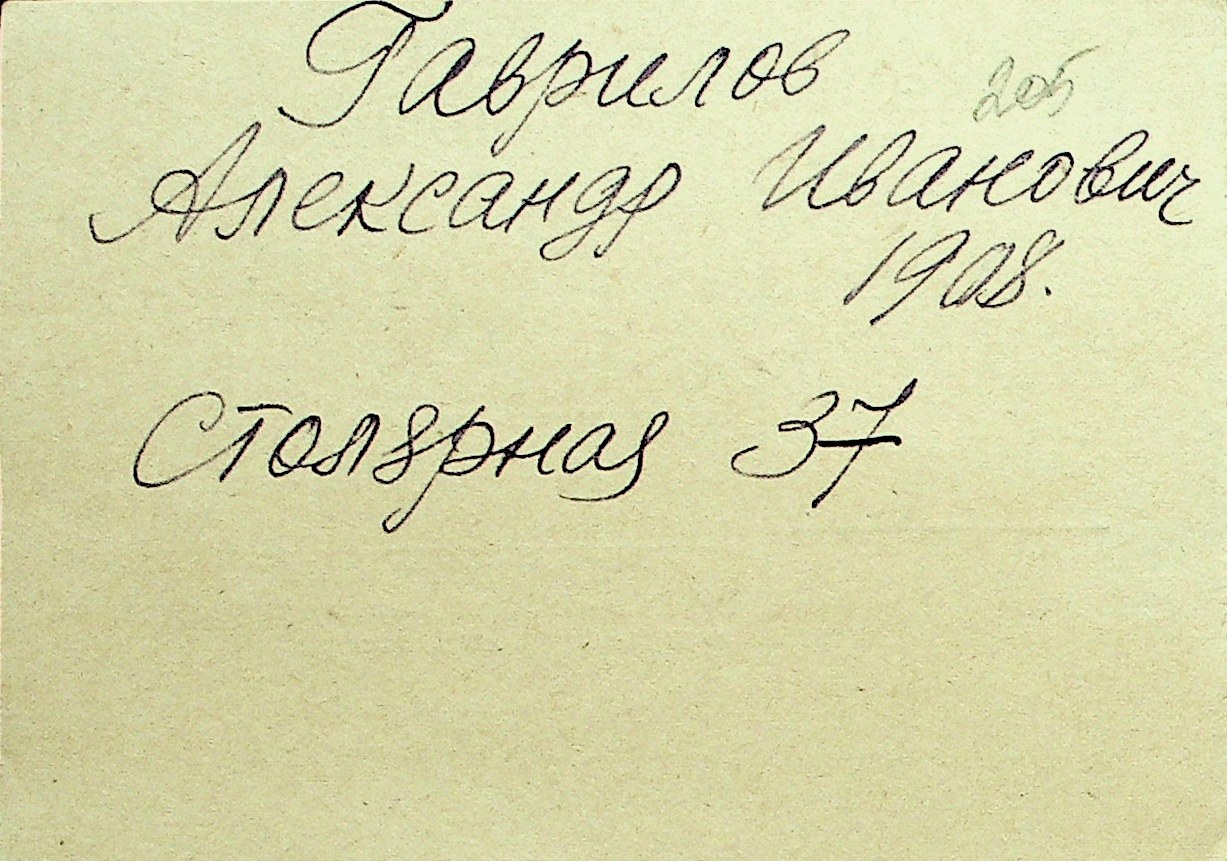 Гаврилов
205
Александр Иванович
1908.
Столярная 37